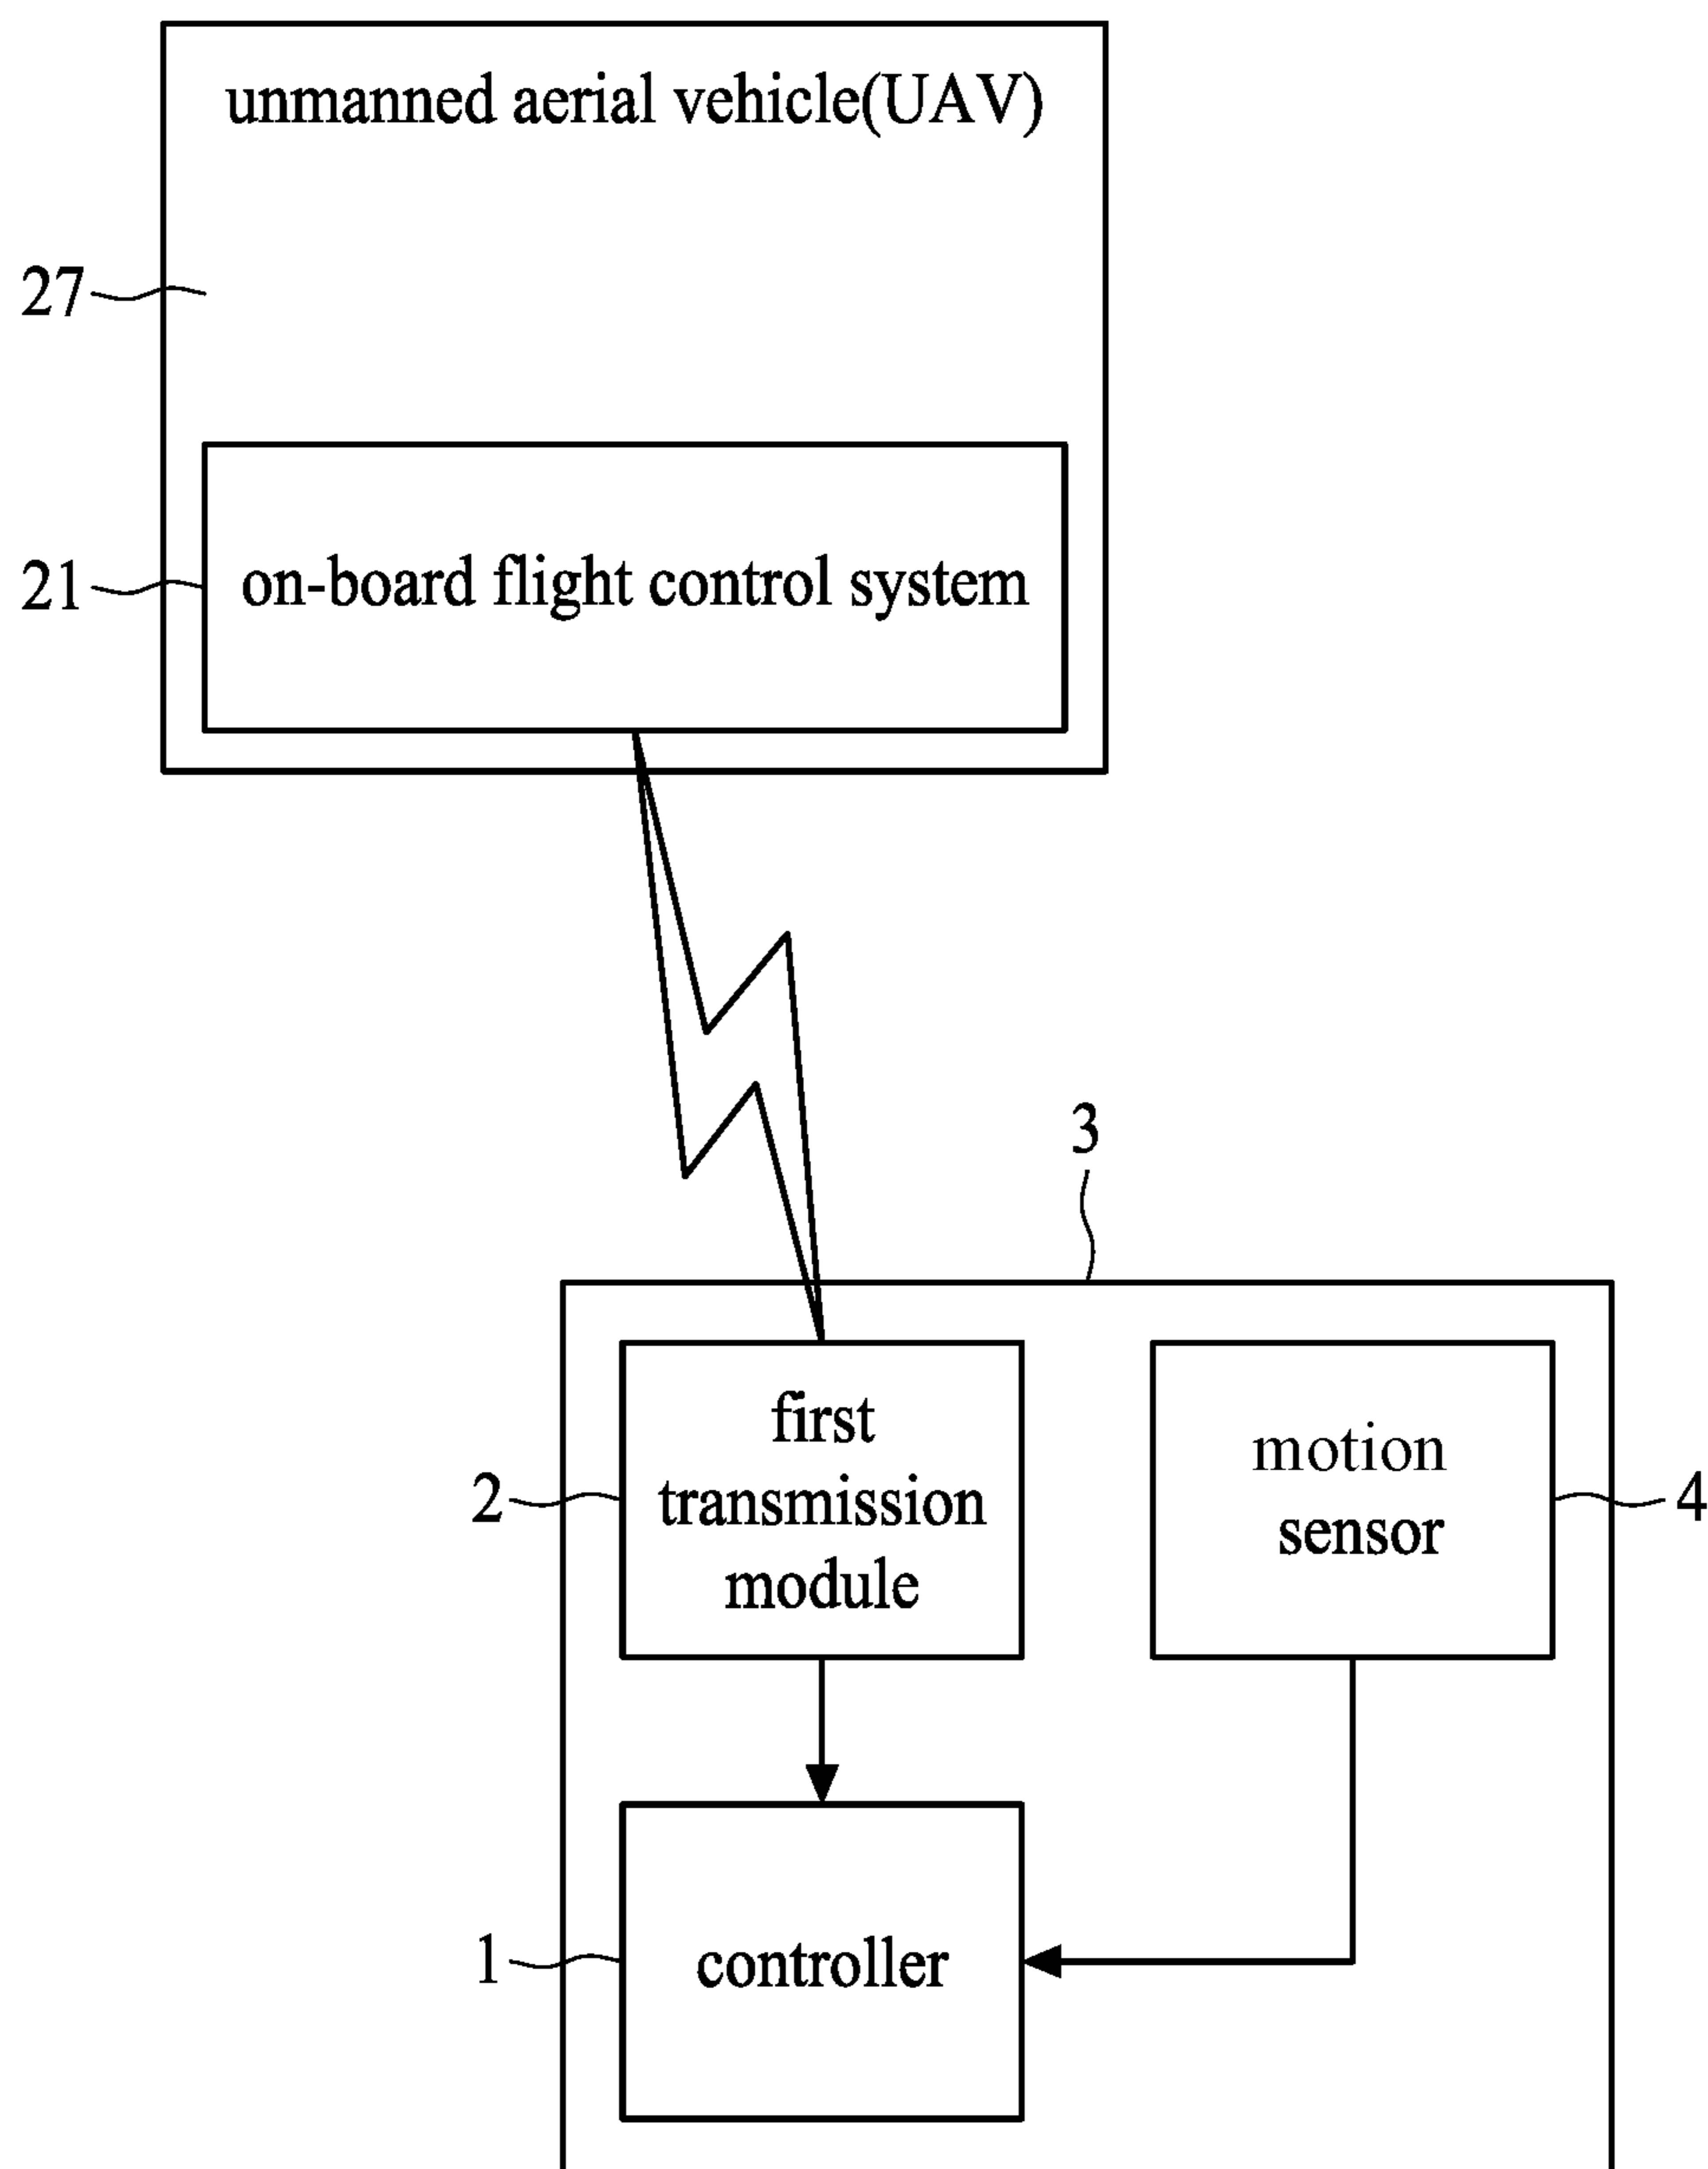 unmanned aerial vehicle(UAV)
27
21
on-board flight control system
3
first
transmission
module
2
motion
sensor
4
1
controller